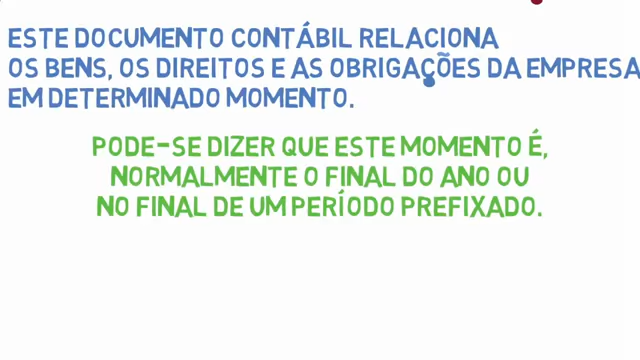 ESTE DOCUMENTO CONTÁBIL RELACIONA
OS BENS, OS DIREITOS E AS OBRIGAÇÕES DA EMPRESA
EM DETERMINADO MOMENTO.
PODE-SE DIZER QUE ESTE MOMENTO É,
NORMALMENTE O FINAL DO ANO OU
NO FINAL DE UM PERÍODO PREFIXADO.